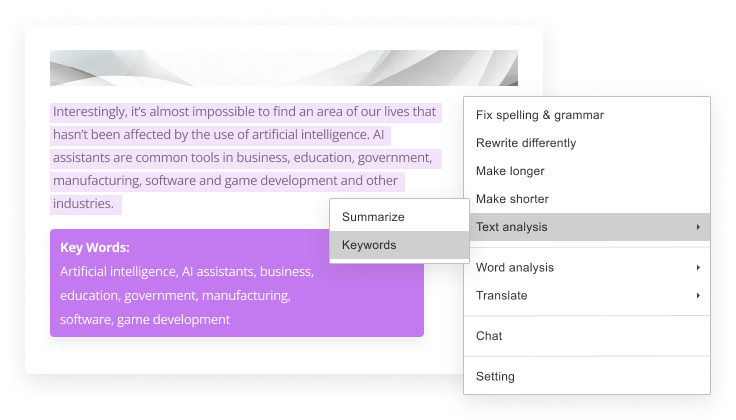 Interestingly, it's almost impossible to find an area of our lives that
hasn't been affected by the use of artificial intelligence. AI
assistants are common tools in business, education, government,
manufacturing, software and game development and other
industries.
Key Words:
Artificial intelligence, AI assistants, business,
education, government, manufacturing,
software, game development
Summarize
Keywords
Fix spelling & grammar
Rewrite differently
Make longer
Make shorter
Text analysis
Word analysis
Translate
Chat
Setting